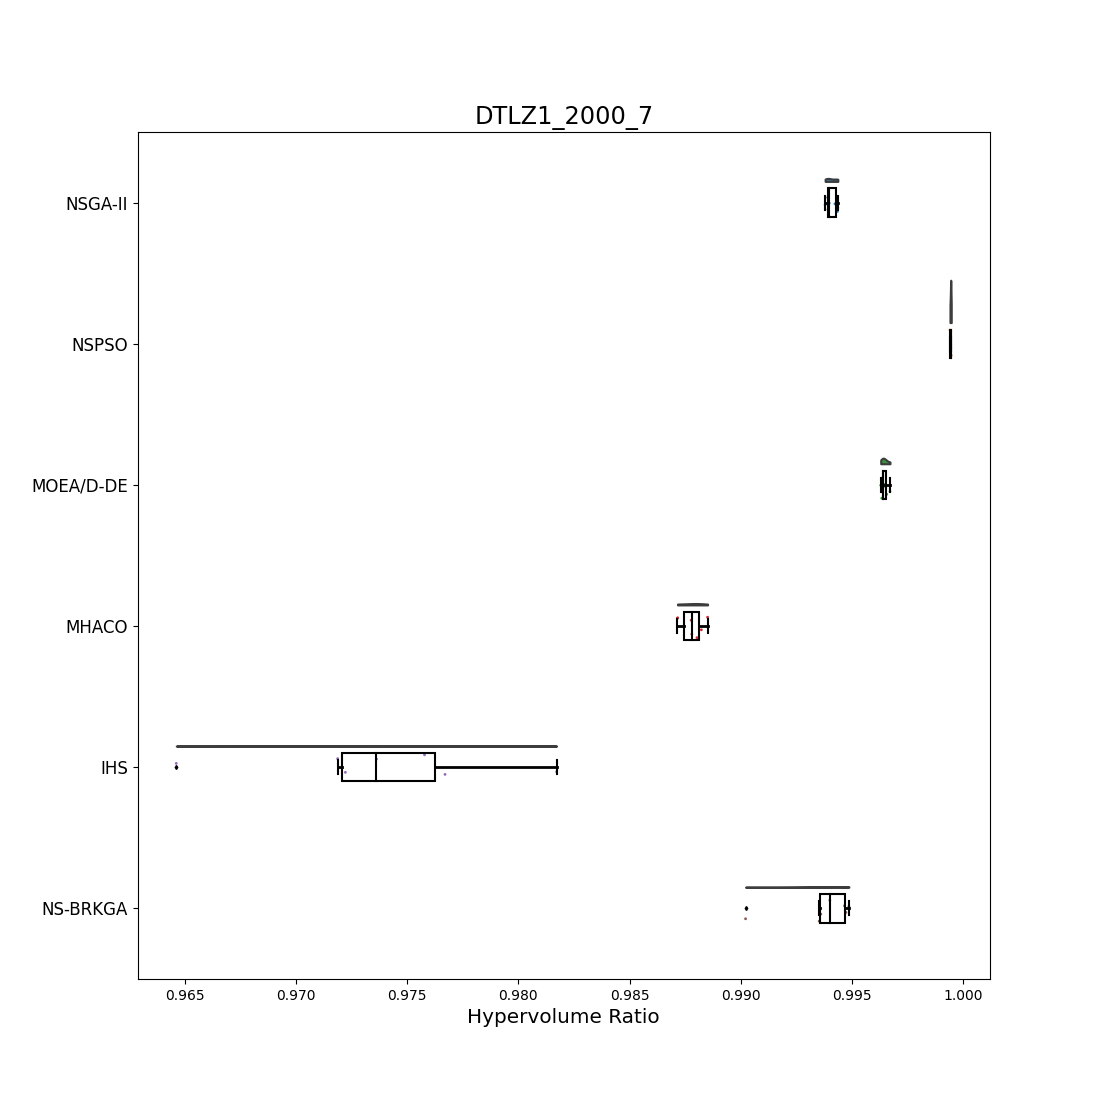 DTLZ1_2000_7
NSGA-II
NSPSO
MOEA/D-DE
MHACO
IHS
NS-BRKGA
0.965 0.970 0.975 0.980 0.985 0.990 0.995 1.000
Hypervolume Ratio